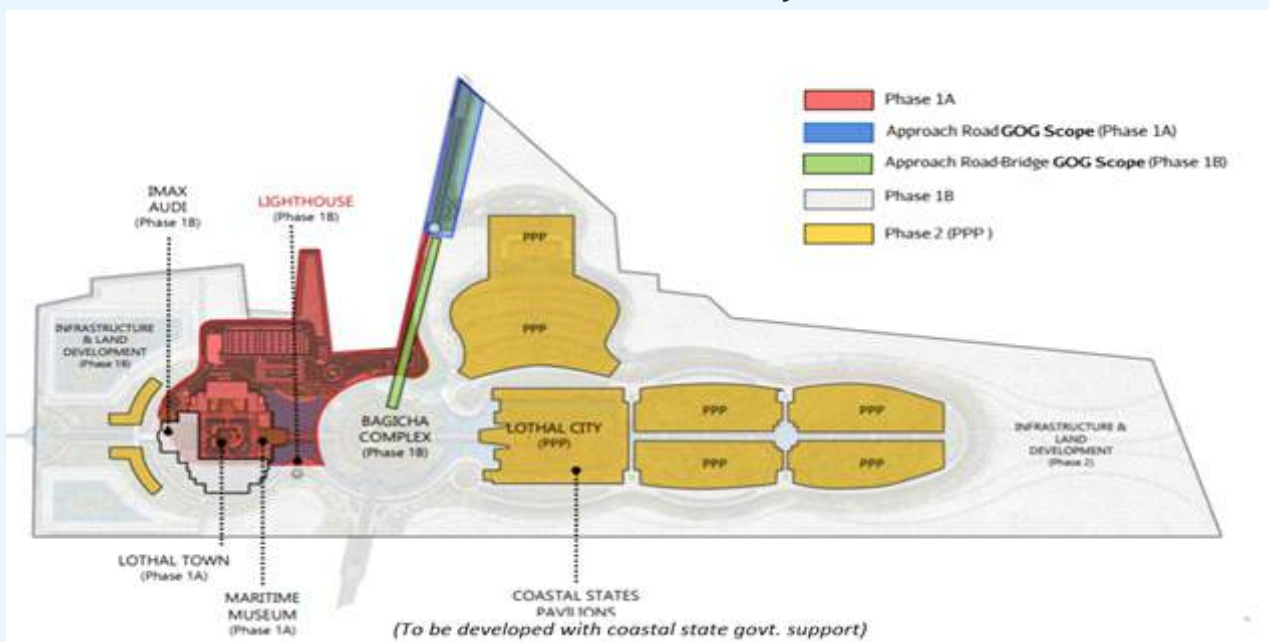 Phase 1A
Approach Road GOG Scope (Phase 1A)
Approach Road-Bridge GOG Scope (Phase 1B)
Phase 1B
Phase 2 (PPP )
IMAX
AUDI
(Phase 1B)
LIGHTHOUSE
(Phase 1B)
INFRASTRUCTURE
& LAND
DEVELOPMENT
(Phase 1B)
PPP
PPP
BAGICHA
COMPLEX
(Phase 1B)
LOTHAL CITY
(PPP)
PPP
PPP
PPP
PPP
INFRASTRUCTURE &
LAND
DEVELOPMENT
(Phase 2)
LOTHAL TOWN
(Phase 1A)
MARITIME
MUSEUM
(Phase 1A)
COASTAL STATES
PAVILIONS
(To be developed with coastal state govt. support)